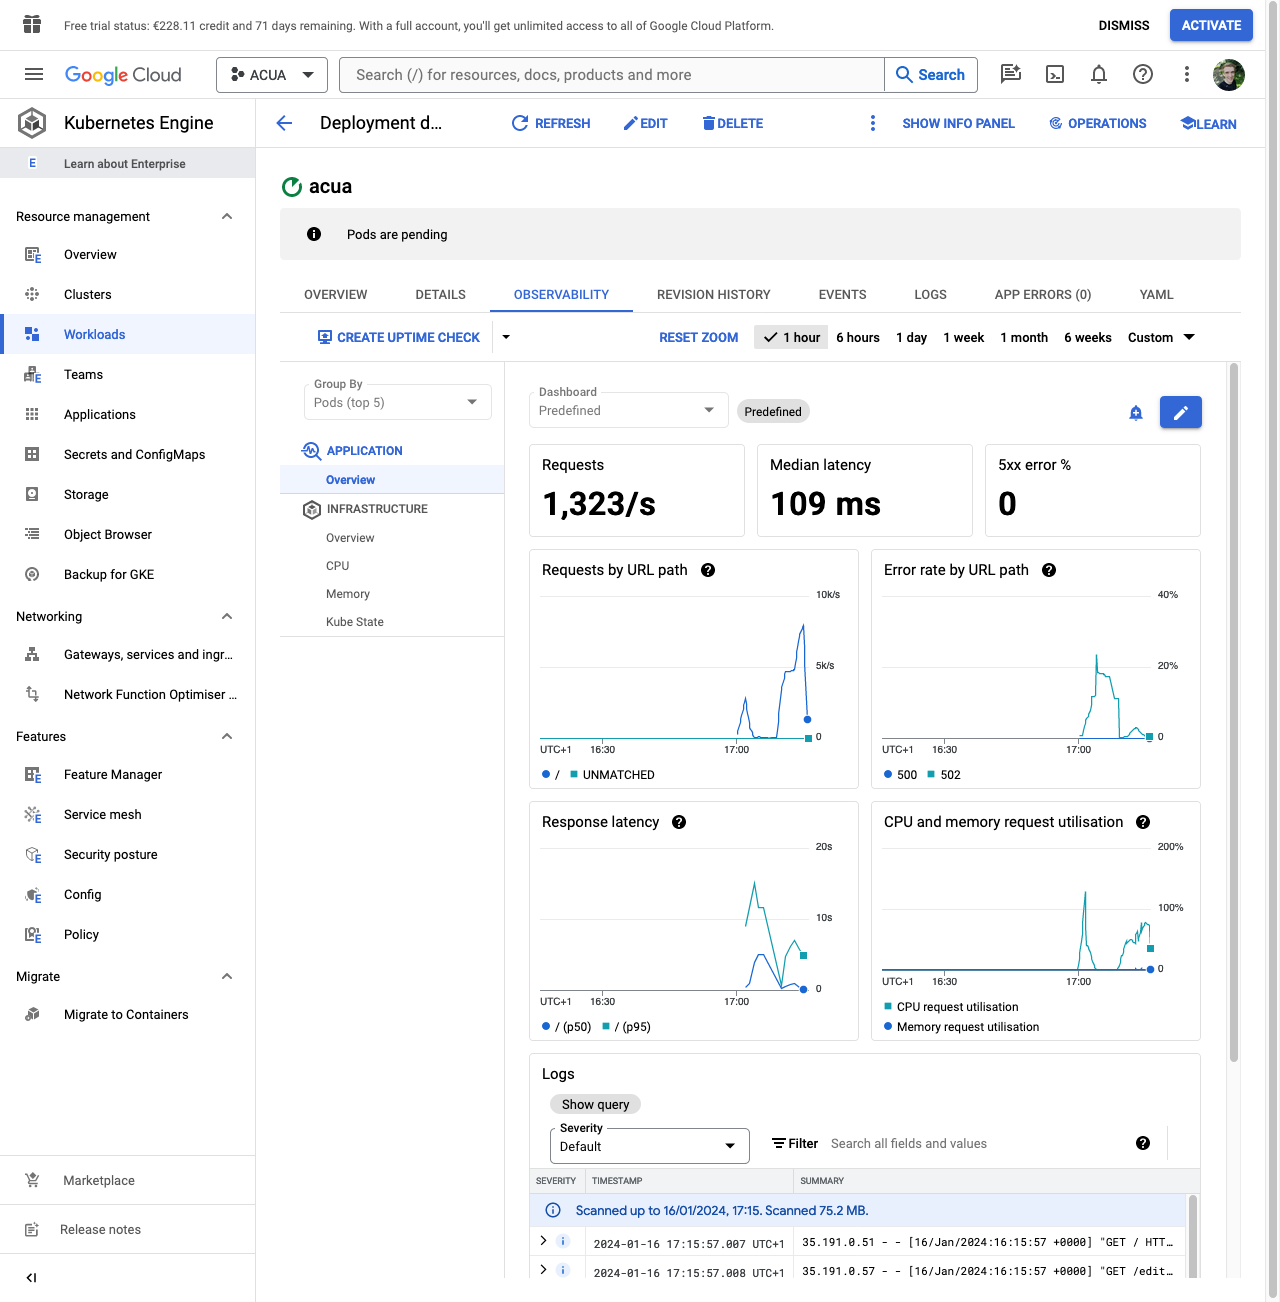 Free trial status: €228.11 credit and 71 days remaining. With a full account, you'll get unlimited access to all of Google Cloud Platform.
DISMISS
ACTIVATE
Google Cloud
ACUA
Search (/) for resources, docs, products and more
Search
Kubernetes Engine
Deployment d...
REFRESH
EDIT
DELETE
SHOW INFO PANEL
OPERATIONS
LEARN
E
Learn about Enterprise
Resource management
Overview
Clusters
Workloads
Teams
Applications
Secrets and ConfigMaps
Storage
Object Browser
Backup for GKE
Networking
Gateways, services and ingr...
Network Function Optimiser ...
Features
Feature Manager
Service mesh
Security posture
Config
Policy
Migrate
Migrate to Containers
Marketplace
Release notes
acua
Pods are pending
OVERVIEW
DETAILS
OBSERVABILITY
REVISION HISTORY
EVENTS
LOGS
APP ERRORS (0)
YAML
CREATE UPTIME CHECK
RESET ZOOM
1 hour
6 hours
1 day
1 week
1 month
6 weeks
Custom
Group By
Pods (top 5)
APPLICATION
Overview
INFRASTRUCTURE
Overview
CPU
Memory
Kube State
Dashboard
Predefined
Predefined
Requests
1,323/s
Median latency
109 ms
5xx error %
0
Requests by URL path
10k/s
5k/s
0
UTC+1 16:30 17:00
/ UNMATCHED
Error rate by URL path
40%
20%
0
UTC+1 16:30 17:00
500 502
Response latency
20s
10s
0
UTC+1 16:30 17:00
/ (p50) / (p95)
CPU and memory request utilisation
200%
100%
0
UTC+1 16:30 17:00
CPU request utilisation
Memory request utilisation
Logs
Show query
Severity
Default
Filter
Search all fields and values
SEVERITY TIMESTAMP SUMMARY
Scanned up to 16/01/2024, 17:15. Scanned 75.2 MB.
2024-01-16 17:15:57.007 UTC+1 35.191.0.51 - - [16/Jan/2024:16:15:57 +0000] "GET / HTT...
2024-01-16 17:15:57.008 UTC+1 35.191.0.57 - - [16/Jan/2024:16:15:57 +0000] "GET /edit...